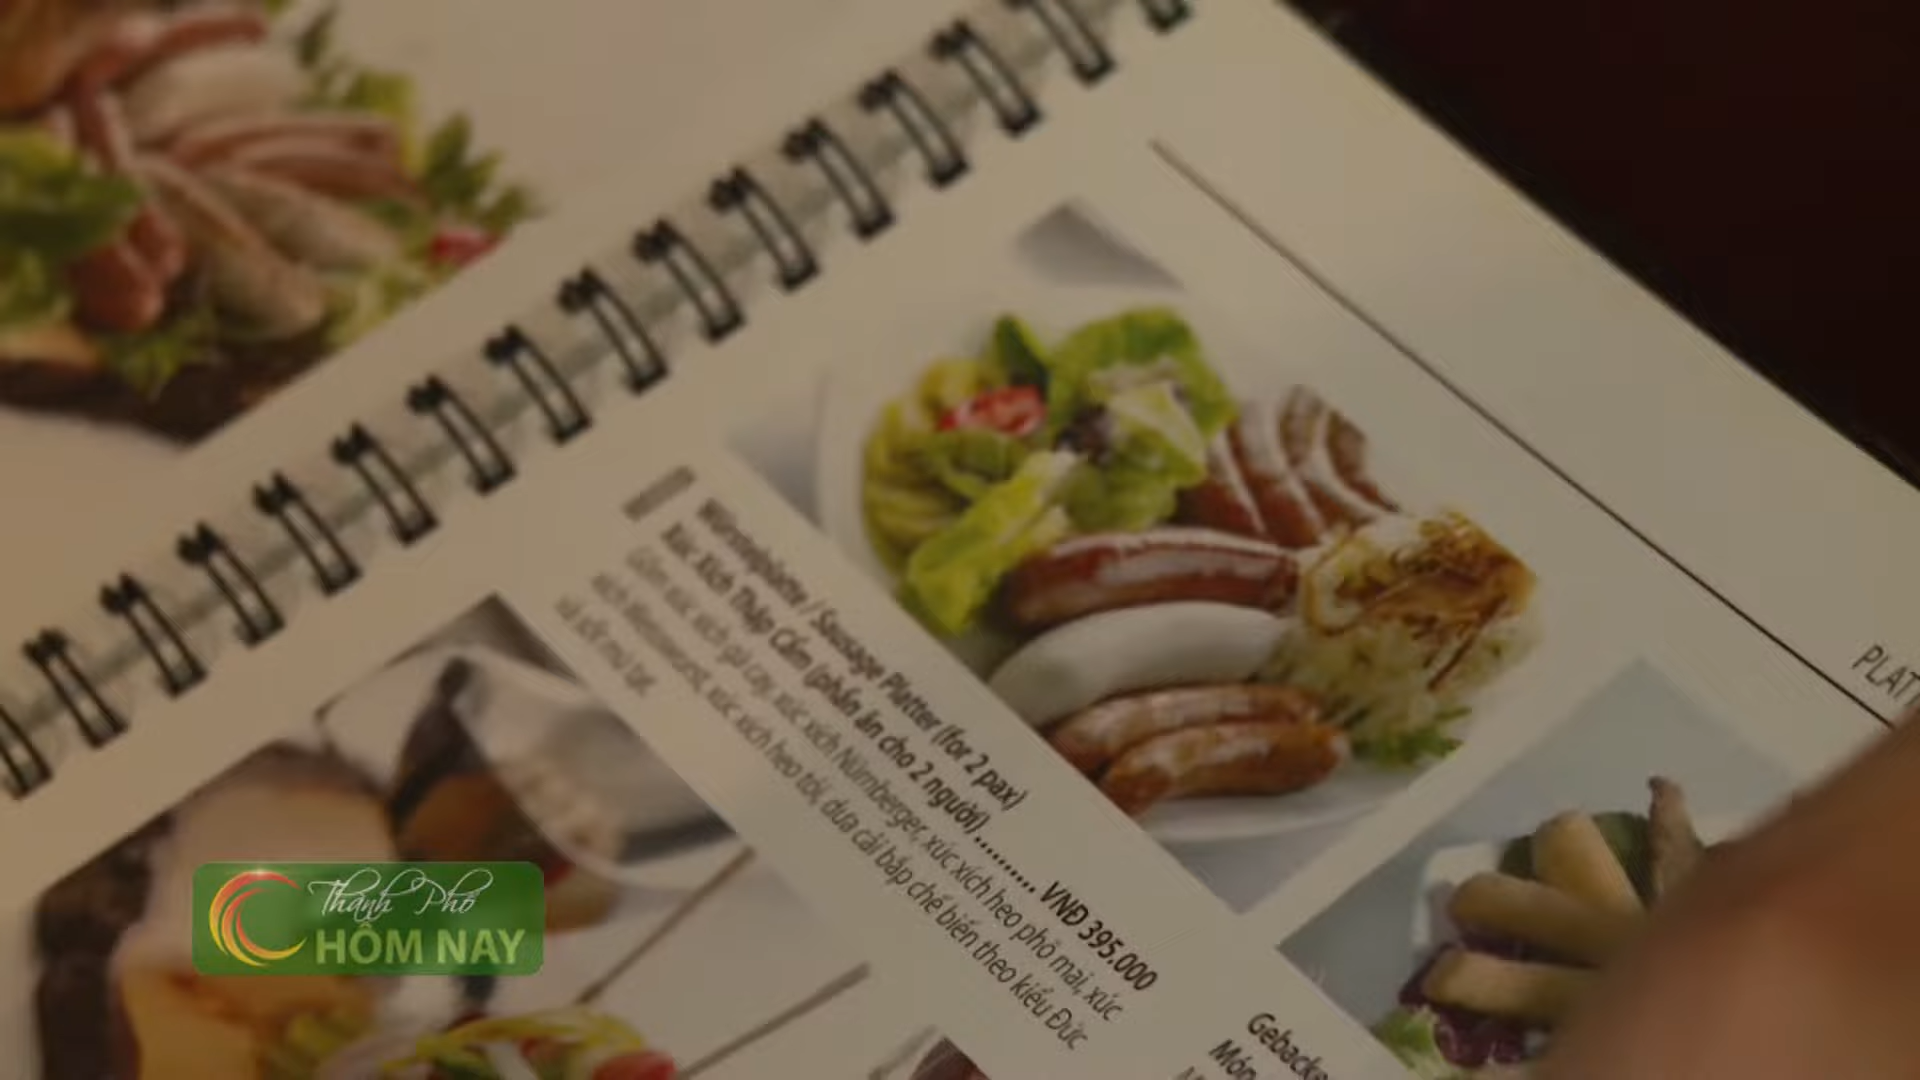 Würstelplatte / Sausage Platter (for 2 pax)
Xúc Xích Thập Cẩm (phần ăn cho 2 người)........... VNĐ 395.000
Gồm xúc xích gà cay, xúc xích Nürnberger, xúc xích heo phô mai, xúc
xích Weisswurst, xúc xích heo tỏi, dưa cải bắp chế biến theo kiểu Đức
và sốt mù tạt.
PLAT
Gebacke
Món
Thành Phố
HÔM NAY